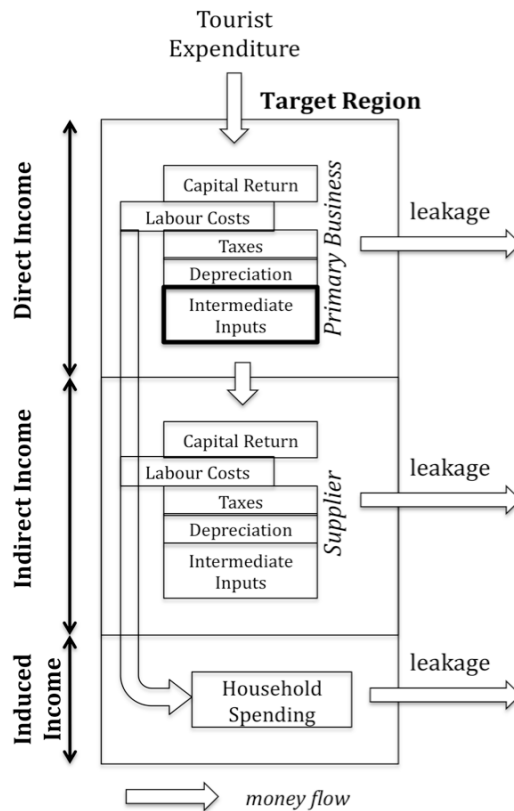 Tourist
Expenditure
Target Region
Direct Income
Capital Return
Labour Costs
Taxes
Depreciation
Intermediate
Inputs
Primary Business
leakage
Indirect Income
Capital Return
Labour Costs
Taxes
Depreciation
Intermediate
Inputs
Supplier
leakage
Induced
Income
Household
Spending
leakage
money flow